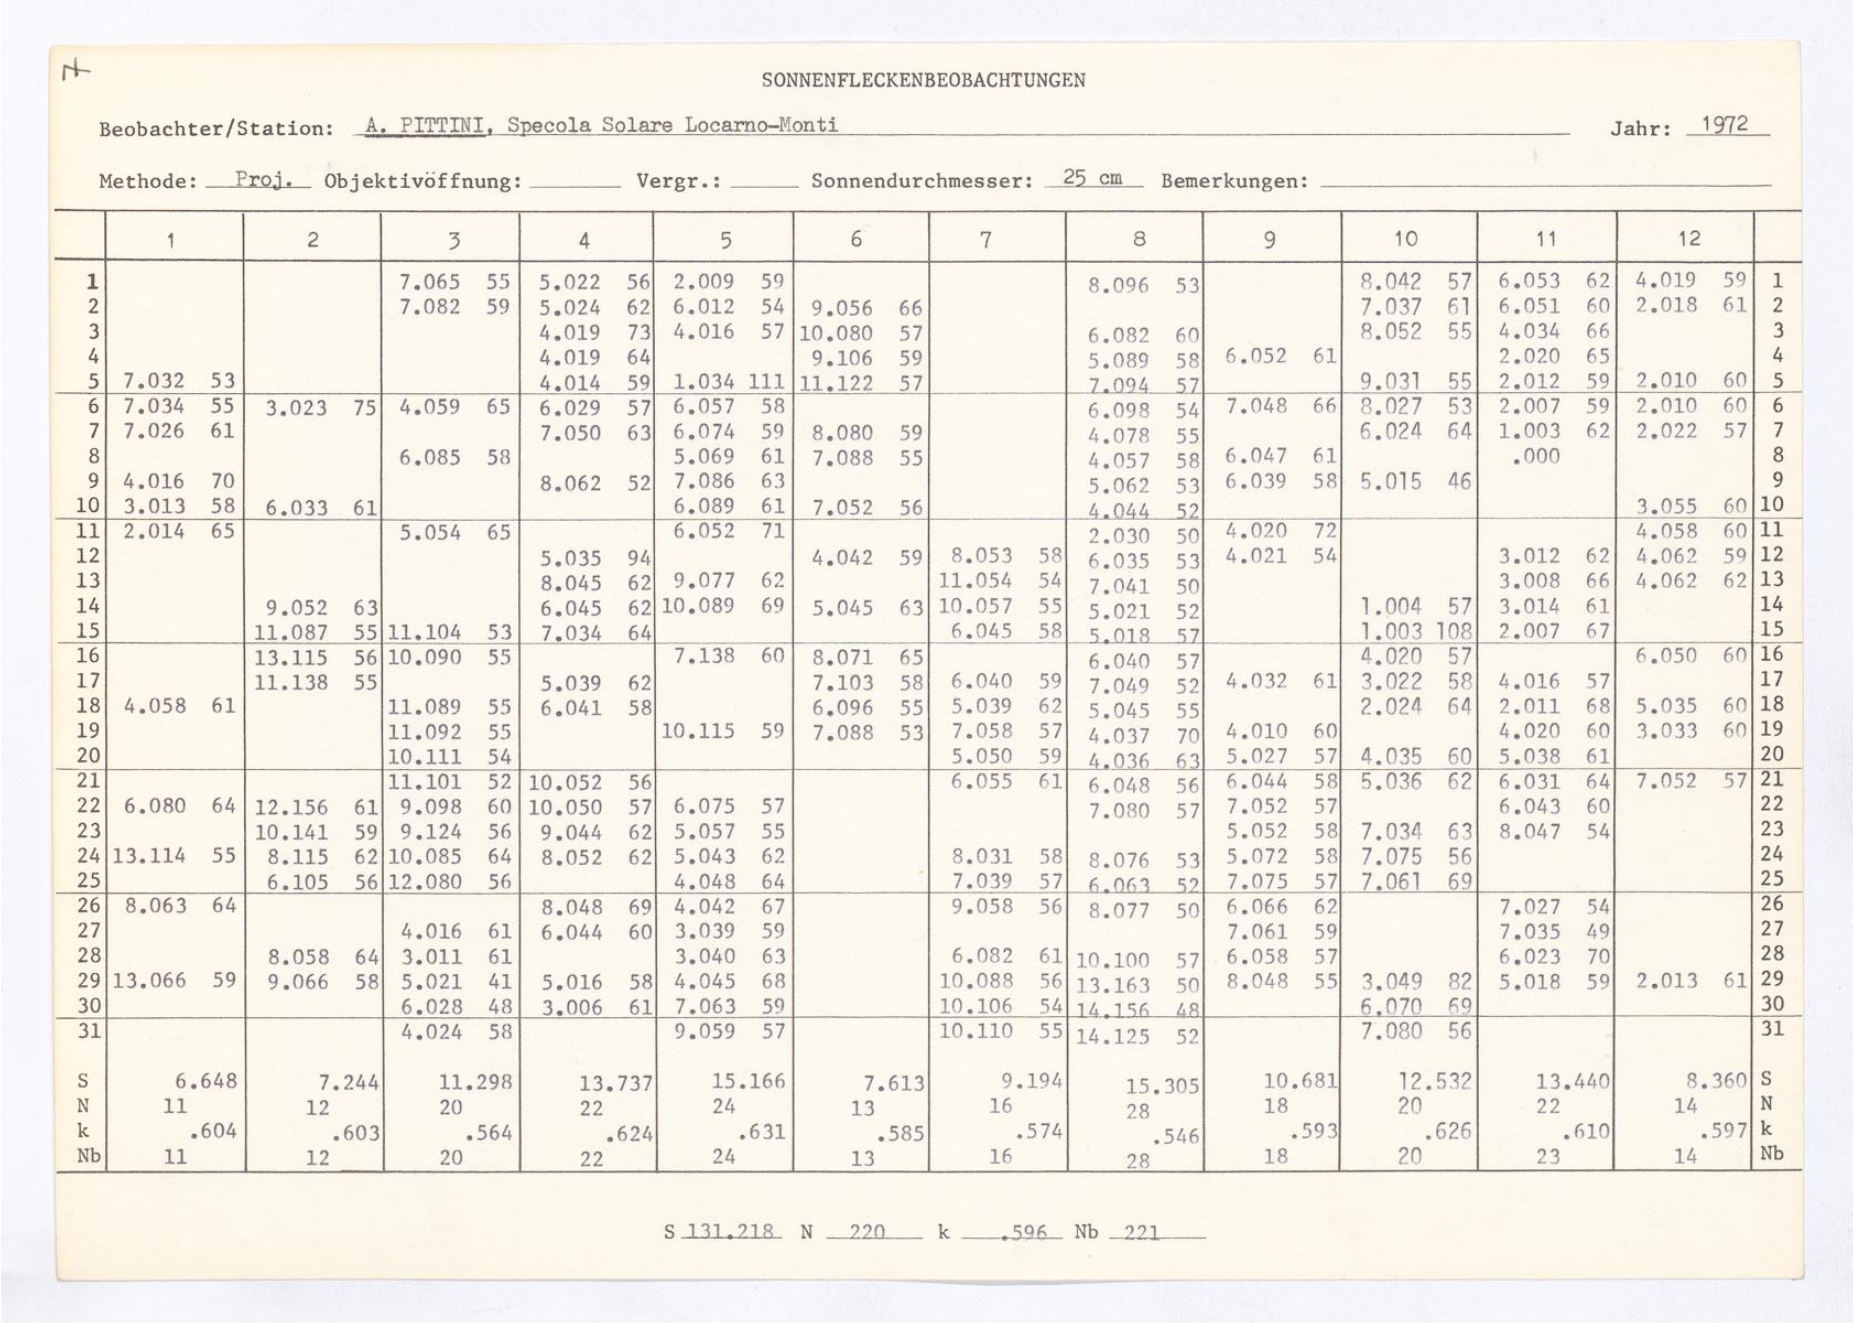 7
SONNENFLECKENBEOBACHTUNGEN
Beobachter/Station: A. PITTINI, Specola Solare Locarno-Monti Jahr: 1972
Methode: Proj. Objektivöffnung: Vergr.: Sonnendurchmesser: 25 cm Bemerkungen:
1 2 3 4 5 6 7 8 9 10 11 12
1 7.065 55 5.022 56 2.009 59 8.096 53 8.042 57 6.053 62 4.019 59 1
2 7.082 59 5.024 62 6.012 54 9.056 66 7.037 61 6.051 60 2.018 61 2
3 4.019 73 4.016 57 10.080 57 6.082 60 8.052 55 4.034 66 3
4 4.019 64 9.106 59 5.089 58 6.052 61 2.020 65 4
5 7.032 53 4.014 59 1.034 111 11.122 57 7.094 57 9.031 55 2.012 59 2.010 60 5
6 7.034 55 3.023 75 4.059 65 6.029 57 6.057 58 6.098 54 7.048 66 8.027 53 2.007 59 2.010 60 6
7 7.026 61 7.050 63 6.074 59 8.080 59 4.078 55 6.024 64 1.003 62 2.022 57 7
8 6.085 58 5.069 61 7.088 55 4.057 58 6.047 61 .000 8
9 4.016 70 8.062 52 7.086 63 5.062 53 6.039 58 5.015 46 9
10 3.013 58 6.033 61 6.089 61 7.052 56 4.044 52 3.055 60 10
11 2.014 65 5.054 65 6.052 71 2.030 50 4.020 72 4.058 60 11
12 5.035 94 4.042 59 8.053 58 6.035 53 4.021 54 3.012 62 4.062 59 12
13 8.045 62 9.077 62 11.054 54 7.041 50 3.008 66 4.062 62 13
14 9.052 63 6.045 62 10.089 69 5.045 63 10.057 55 5.021 52 1.004 57 3.014 61 14
15 11.087 55 11.104 53 7.034 64 6.045 58 5.018 57 1.003 108 2.007 67 15
16 13.115 56 10.090 55 7.138 60 8.071 65 6.040 57 4.020 57 6.050 60 16
17 11.138 55 5.039 62 7.103 58 6.040 59 7.049 52 4.032 61 3.022 58 4.016 57 17
18 4.058 61 11.089 55 6.041 58 6.096 55 5.039 62 5.045 55 2.024 64 2.011 68 5.035 60 18
19 11.092 55 10.115 59 7.088 53 7.058 57 4.037 70 4.010 60 4.020 60 3.033 60 19
20 10.111 54 5.050 59 4.036 63 5.027 57 4.035 60 5.038 61 20
21 11.101 52 10.052 56 6.055 61 6.048 56 6.044 58 5.036 62 6.031 64 7.052 57 21
22 6.080 64 12.156 61 9.098 60 10.050 57 6.075 57 7.080 57 7.052 57 6.043 60 22
23 10.141 59 9.124 56 9.044 62 5.057 55 5.052 58 7.034 63 8.047 54 23
24 13.114 55 8.115 62 10.085 64 8.052 62 5.043 62 8.031 58 8.076 53 5.072 58 7.075 56 24
25 6.105 56 12.080 56 4.048 64 7.039 57 6.063 52 7.075 57 7.061 69 25
26 8.063 64 8.048 69 4.042 67 9.058 56 8.077 50 6.066 62 7.027 54 26
27 4.016 61 6.044 60 3.039 59 7.061 59 7.035 49 27
28 8.058 64 3.011 61 3.040 63 6.082 61 10.100 57 6.058 57 6.023 70 28
29 13.066 59 9.066 58 5.021 41 5.016 58 4.045 68 10.088 56 13.163 50 8.048 55 3.049 82 5.018 59 2.013 61 29
30 6.028 48 3.006 61 7.063 59 10.106 54 14.156 48 6.070 69 30
31 4.024 58 9.059 57 10.110 55 14.125 52 7.080 56 31
S 6.648 7.244 11.298 13.737 15.166 7.613 9.194 15.305 10.681 12.532 13.440 8.360 S
N 11 12 20 22 24 13 16 28 18 20 22 14 N
k .604 .603 .564 .624 .631 .585 .574 .546 .593 .626 .610 .597 k
Nb 11 12 20 22 24 13 16 28 18 20 23 14 Nb
S 131.218 N 220 k .596 Nb 221